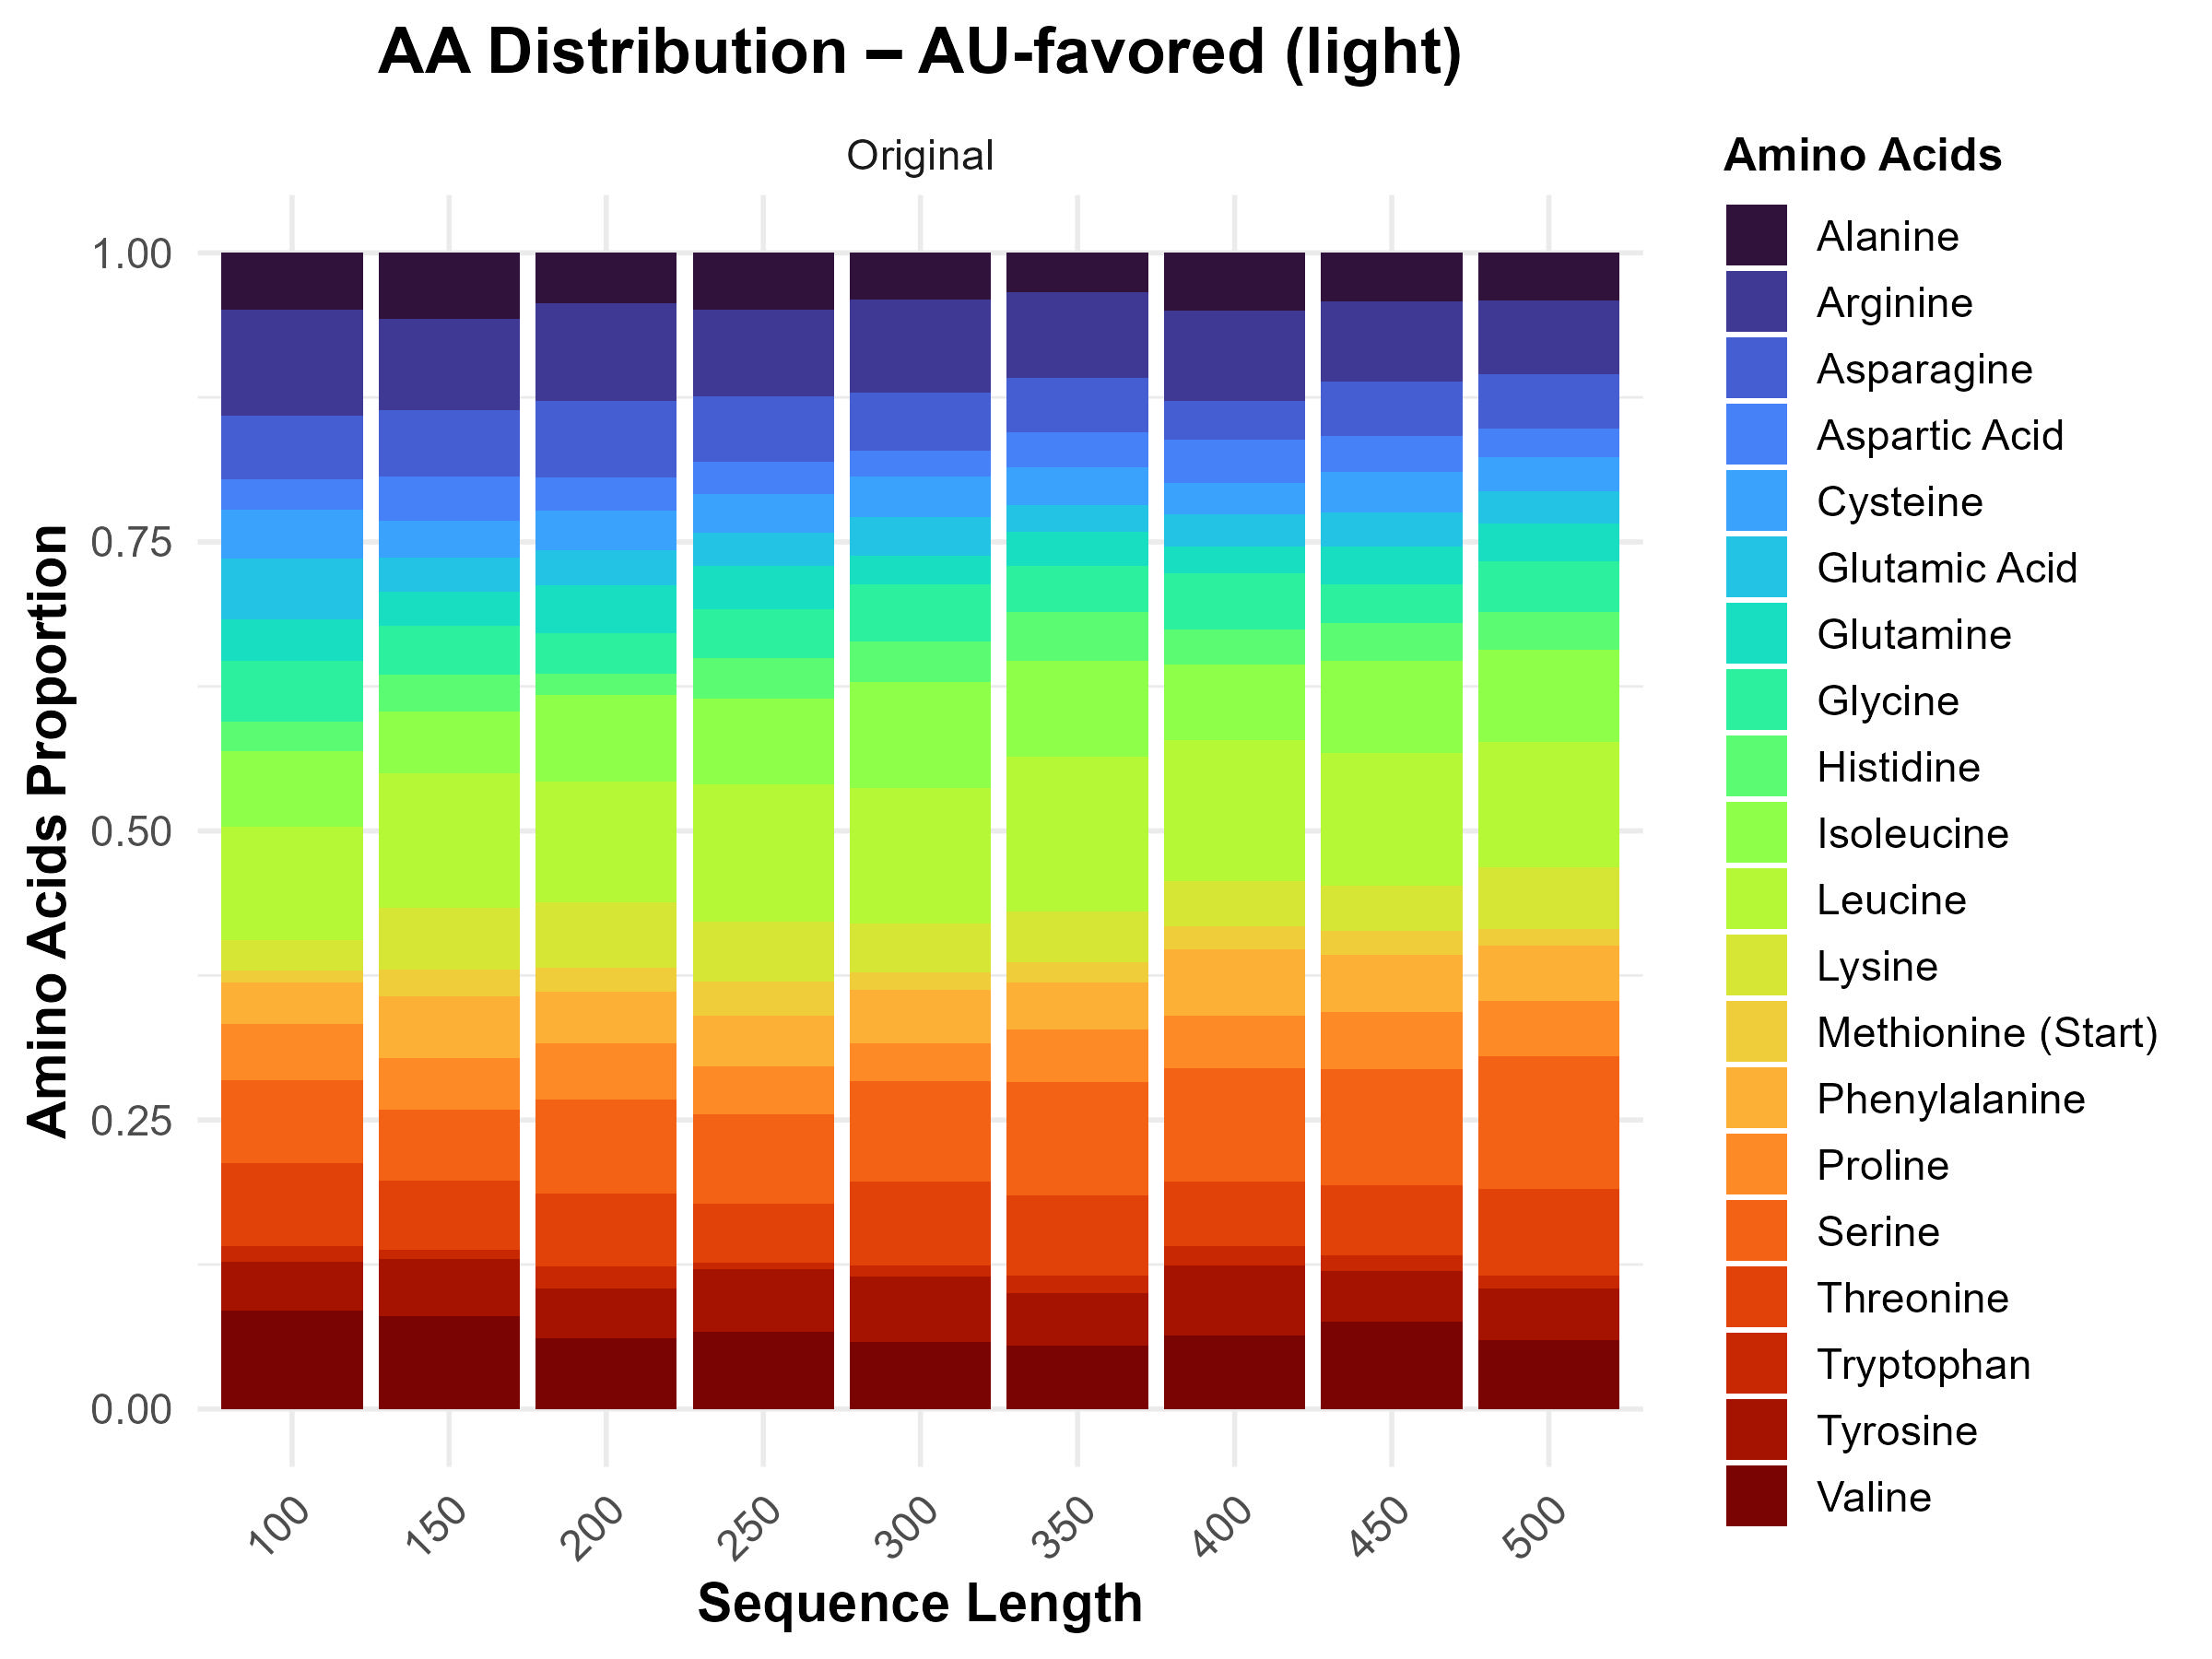 AA Distribution – AU-favored (light)
Original
Amino Acids Proportion
1.00
0.75
0.50
0.25
0.00
100
150
200
250
300
350
400
450
500
Sequence Length
Amino Acids
Alanine
Arginine
Asparagine
Aspartic Acid
Cysteine
Glutamic Acid
Glutamine
Glycine
Histidine
Isoleucine
Leucine
Lysine
Methionine (Start)
Phenylalanine
Proline
Serine
Threonine
Tryptophan
Tyrosine
Valine